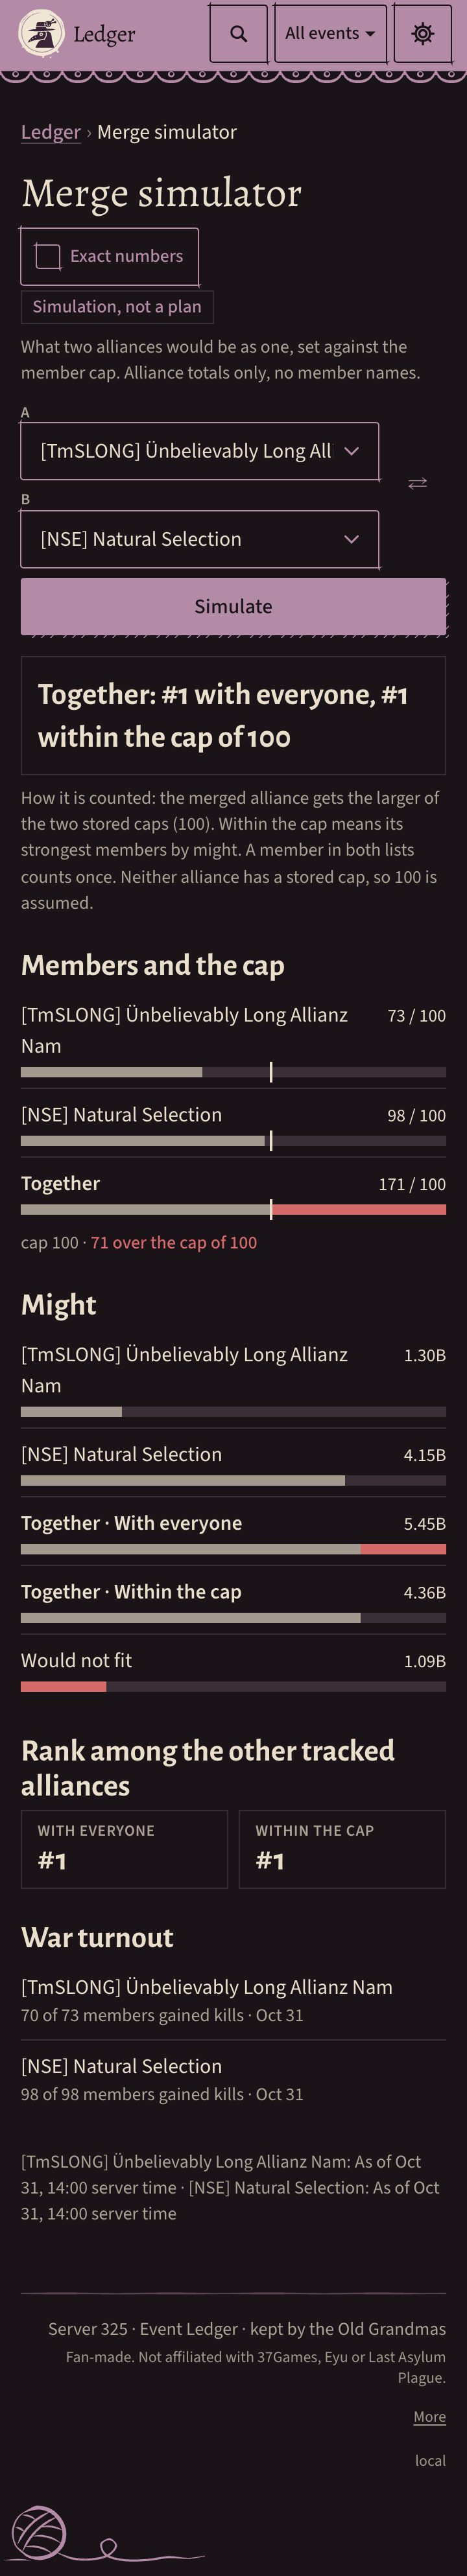 Ledger
All events
Ledger › Merge simulator
Merge simulator
Exact numbers
Simulation, not a plan
What two alliances would be as one, set against the
member cap. Alliance totals only, no member names.
A
[TmSLONG] Ünbelievably Long All
B
[NSE] Natural Selection
Simulate
Together: #1 with everyone, #1
within the cap of 100
How it is counted: the merged alliance gets the larger of
the two stored caps (100). Within the cap means its
strongest members by might. A member in both lists
counts once. Neither alliance has a stored cap, so 100 is
assumed.
Members and the cap
[TmSLONG] Ünbelievably Long Allianz 73 / 100
Nam
[NSE] Natural Selection 98 / 100
Together 171 / 100
cap 100 · 71 over the cap of 100
Might
[TmSLONG] Ünbelievably Long Allianz 1.30B
Nam
[NSE] Natural Selection 4.15B
Together · With everyone 5.45B
Together · Within the cap 4.36B
Would not fit 1.09B
Rank among the other tracked
alliances
WITH EVERYONE
#1
WITHIN THE CAP
#1
War turnout
[TmSLONG] Ünbelievably Long Allianz Nam
70 of 73 members gained kills · Oct 31
[NSE] Natural Selection
98 of 98 members gained kills · Oct 31
[TmSLONG] Ünbelievably Long Allianz Nam: As of Oct
31, 14:00 server time · [NSE] Natural Selection: As of Oct
31, 14:00 server time
Server 325 · Event Ledger · kept by the Old Grandmas
Fan-made. Not affiliated with 37Games, Eyu or Last Asylum
Plague.
More
local